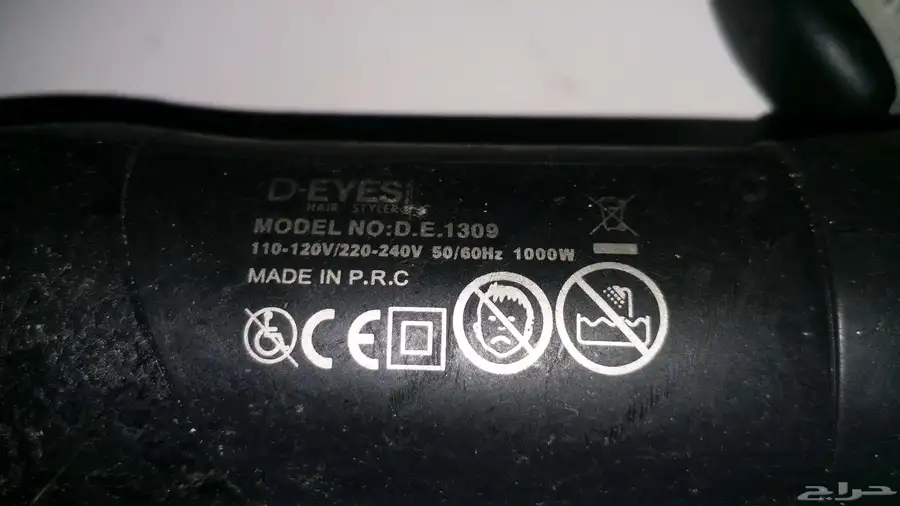 D-EYES
HAIR STYLER
MODEL NO:D.E.1309
110-120V/220-240V 50/60Hz 1000W
MADE IN P.R.C
CE
حراج